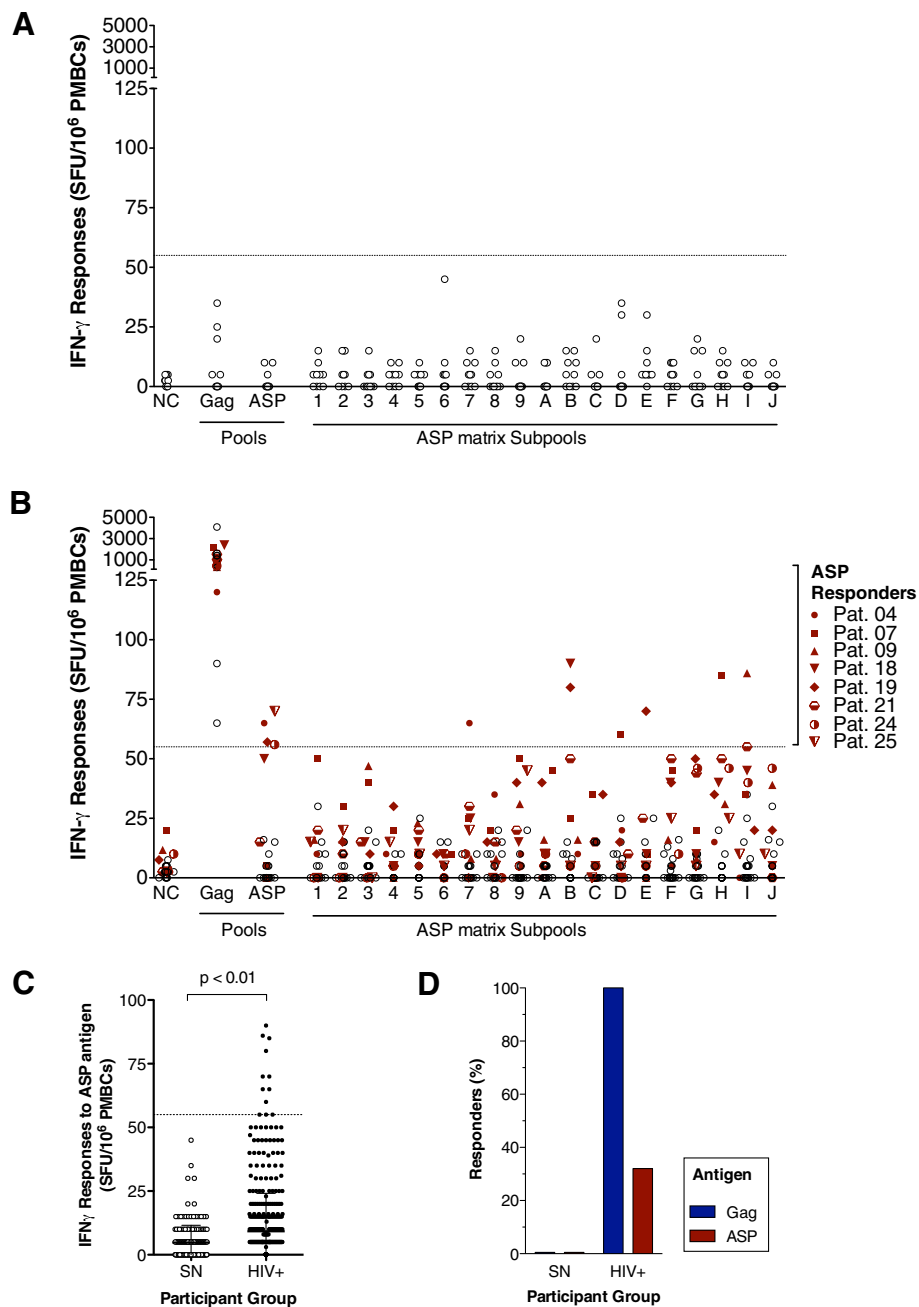 A
IFN-γ Responses (SFU/10⁶ PMBCs)
5000
3000
1000
125
100
75
50
25
0
NC Gag ASP 1 2 3 4 5 6 7 8 9 A B C D E F G H I J
Pools ASP matrix Subpools
B
IFN-γ Responses (SFU/10⁶ PMBCs)
5000
3000
1000
125
100
75
50
25
0
NC Gag ASP 1 2 3 4 5 6 7 8 9 A B C D E F G H I J
Pools ASP matrix Subpools
ASP
Responders
Pat. 04
Pat. 07
Pat. 09
Pat. 18
Pat. 19
Pat. 21
Pat. 24
Pat. 25
C
p < 0.01
IFNγ Responses to ASP antigen
(SFU/10⁶ PMBCs)
100
75
50
25
0
SN HIV+
Participant Group
D
Responders (%)
100
80
60
40
20
0
SN HIV+
Participant Group
Antigen
Gag
ASP